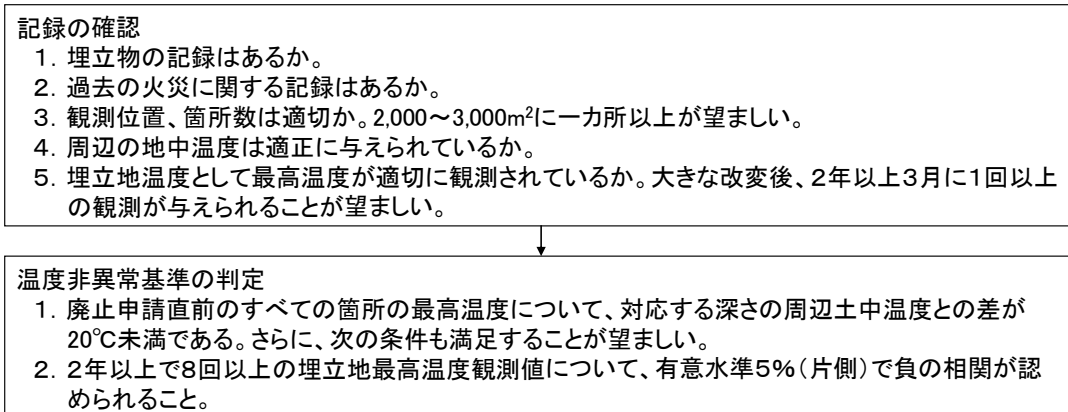 記録の確認
1. 埋立物の記録はあるか。
2. 過去の火災に関する記録はあるか。
3. 観測位置、箇所数は適切か。2,000～3,000m²に一カ所以上が望ましい。
4. 周辺の地中温度は適正に与えられているか。
5. 埋立地温度として最高温度が適切に観測されているか。大きな改変後、2年以上3月に1回以上
の観測が与えられることが望ましい。
温度非異常基準の判定
1. 廃止申請直前のすべての箇所の最高温度について、対応する深さの周辺土中温度との差が
20℃未満である。さらに、次の条件も満足することが望ましい。
2. 2年以上で8回以上の埋立地最高温度観測値について、有意水準5%(片側)で負の相関が認
められること。